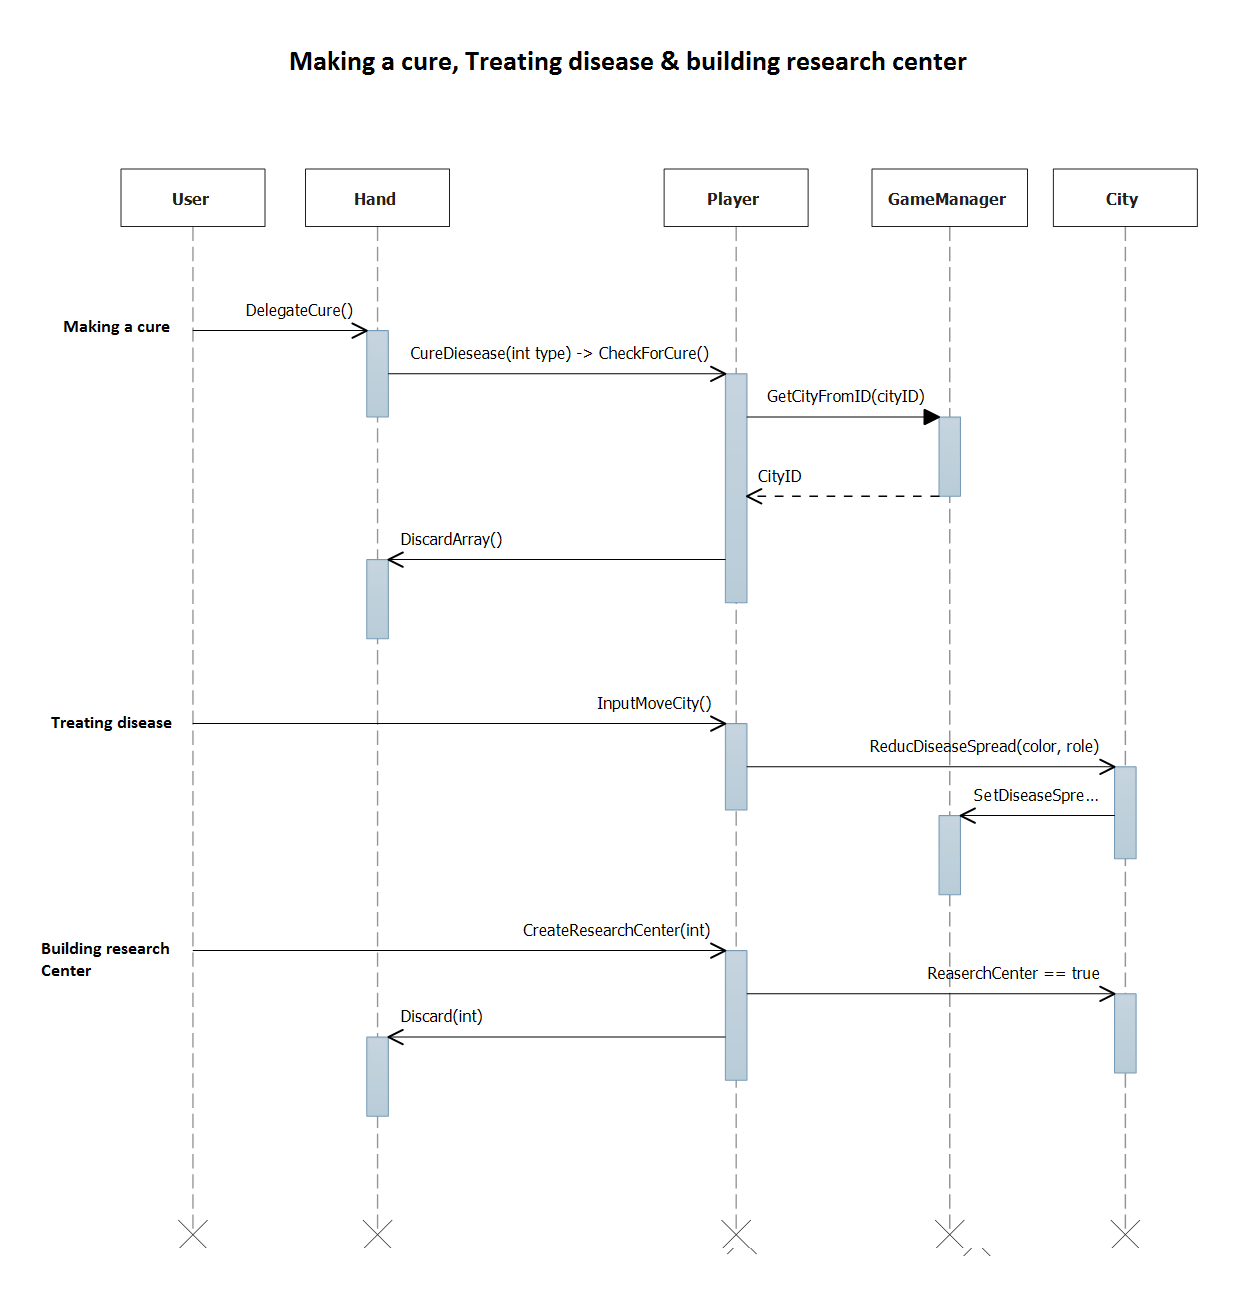 Making a cure, Treating disease & building research center
User
Hand
Player
GameManager
City
DelegateCure()
Making a cure
CureDiesease(int type) -> CheckForCure()
GetCityFromID(cityID)
CityID
DiscardArray()
InputMoveCity()
Treating disease
ReducDiseaseSpread(color, role)
SetDiseaseSpre...
CreateResearchCenter(int)
Building research
Center
ReaserchCenter == true
Discard(int)